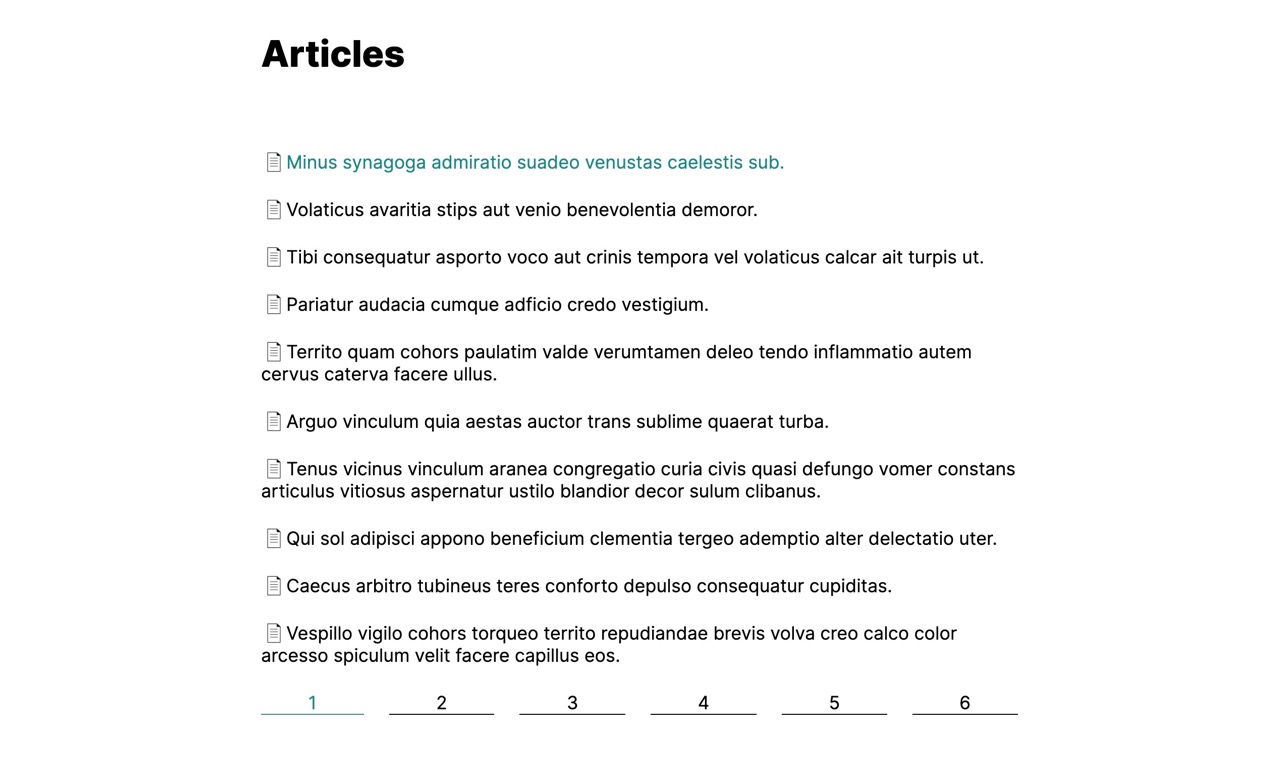 Articles
Minus synagoga admiratio suadeo venustas caelestis sub.
Volaticus avaritia stips aut venio benevolentia demoror.
Tibi consequatur asporto voco aut crinis tempora vel volaticus calcar ait turpis ut.
Pariatur audacia cumque adficio credo vestigium.
Territo quam cohors paulatim valde verumtamen deleo tendo inflammatio autem
cervus caterva facere ullus.
Arguo vinculum quia aestas auctor trans sublime quaerat turba.
Tenus vicinus vinculum aranea congregatio curia civis quasi defungo vomer constans
articulus vitiosus aspernatur ustilo blandior decor sulum clibanus.
Qui sol adipisci appono beneficium clementia tergeo ademptio alter delectatio uter.
Caecus arbitro tubineus teres conforto depulso consequatur cupiditas.
Vespillo vigilo cohors torqueo territo repudiandae brevis volva creo calco color
arcesso spiculum velit facere capillus eos.
1 2 3 4 5 6